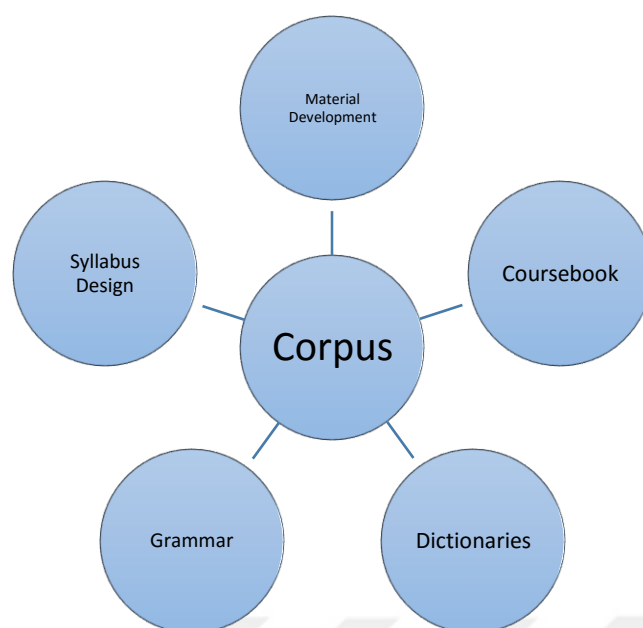 Material
Development
Syllabus
Design
Coursebook
Corpus
Grammar
Dictionaries